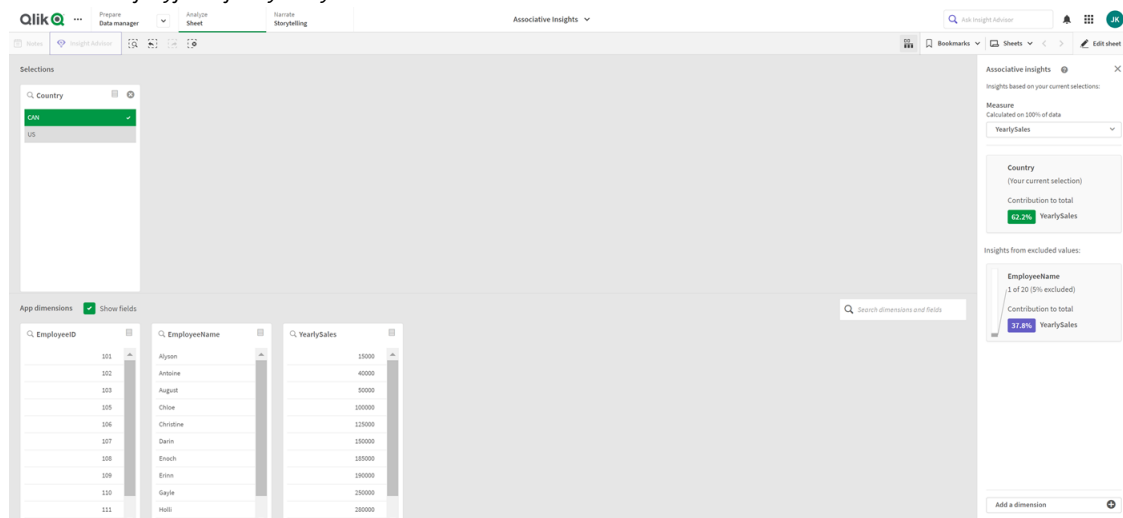 Qlik
Prepare
Data manager
Analyze
Sheet
Narrate
Storytelling
Associative Insights
Ask Insight Advisor
JK
Notes
Insight Advisor
Bookmarks
Sheets
Edit sheet
Selections
Country
CAN
US
App dimensions
Show fields
Search dimensions and fields
EmployeeID
101
102
103
105
106
107
108
109
110
111
EmployeeName
Alyson
Antoine
August
Chloe
Christine
Darin
Enoch
Erinn
Gayle
Holli
YearlySales
15000
40000
50000
100000
125000
150000
185000
190000
250000
280000
Associative insights
Insights based on your current selections:
Measure
Calculated on 100% of data
YearlySales
Country
(Your current selection)
Contribution to total
62.2% YearlySales
Insights from excluded values:
EmployeeName
1 of 20 (5% excluded)
Contribution to total
37.8% YearlySales
Add a dimension